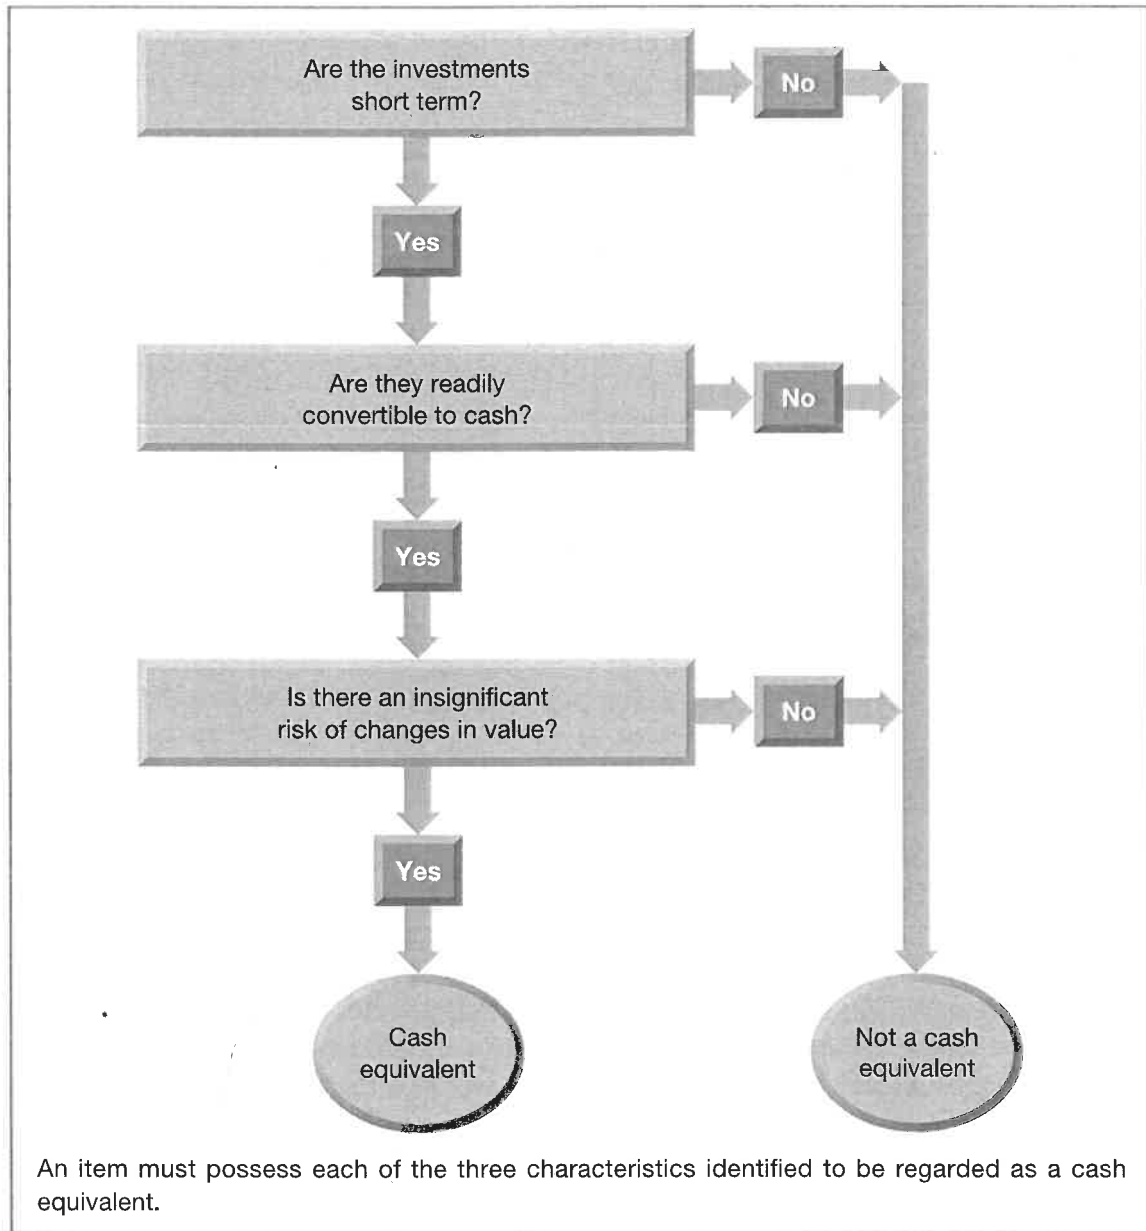 Are the investments
short term?
No
Yes
Are they readily
convertible to cash?
No
Yes
Is there an insignificant
risk of changes in value?
No
Yes
Cash
equivalent
Not a cash
equivalent
An item must possess each of the three characteristics identified to be regarded as a cash
equivalent.